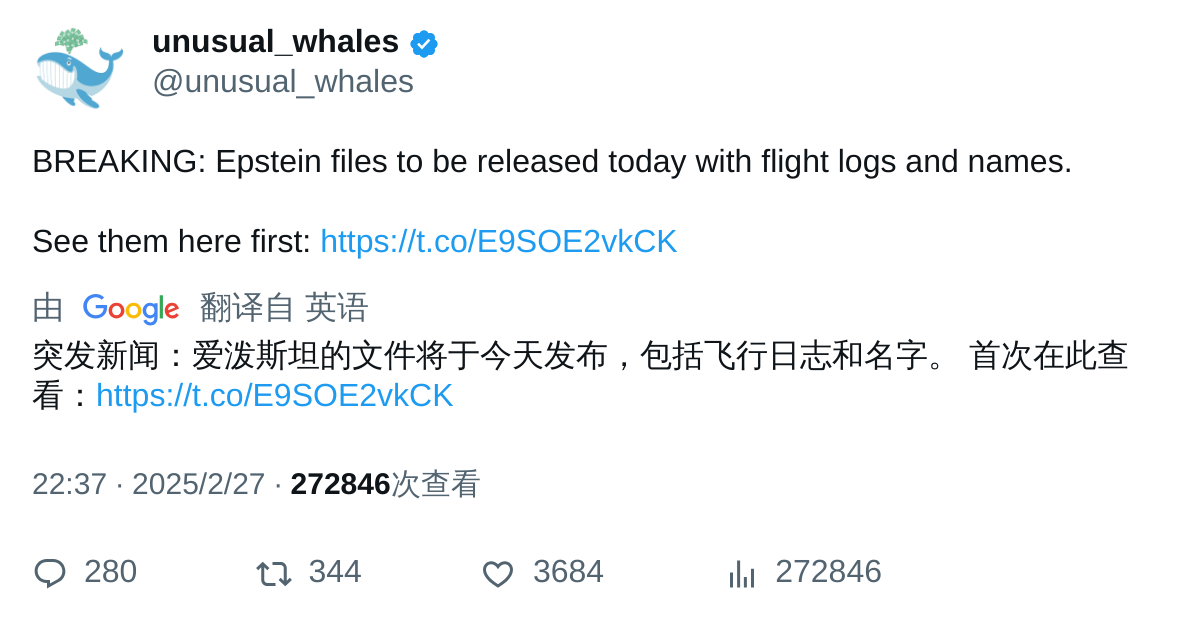 unusual_whales
@unusual_whales
BREAKING: Epstein files to be released today with flight logs and names.
See them here first: https://t.co/E9SOE2vkCK
由 Google 翻译自 英语
突发新闻：爱泼斯坦的文件将于今天发布，包括飞行日志和名字。 首次在此查
看：https://t.co/E9SOE2vkCK
22:37 · 2025/2/27 · 272846次查看
280 344 3684 272846